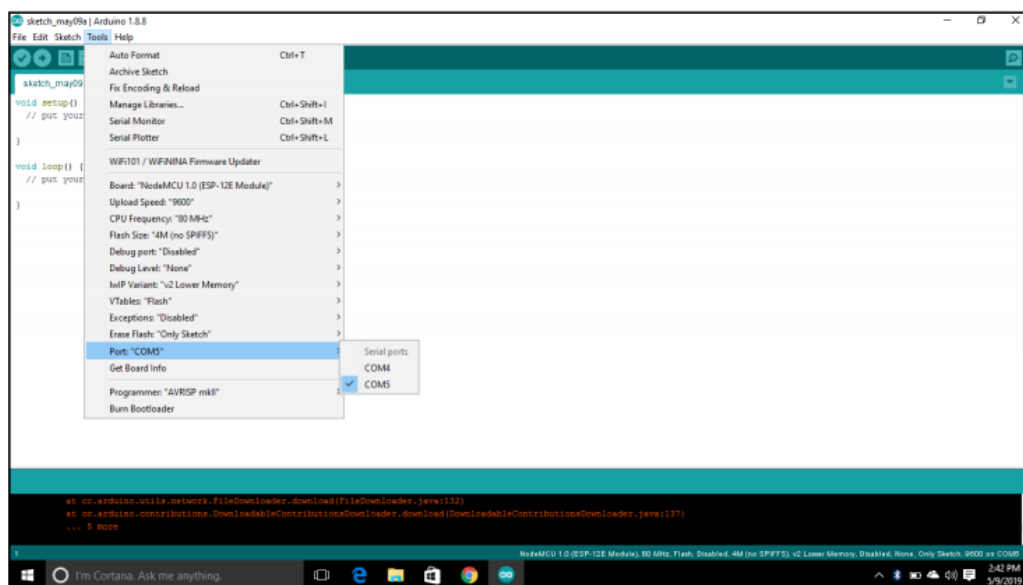 sketch_may09a | Arduino 1.8.8
File Edit Sketch Tools Help
sketch_may09
Auto Format Ctrl+T
Archive Sketch
Fix Encoding & Reload
Manage Libraries... Ctrl+Shift+I
Serial Monitor Ctrl+Shift+M
Serial Plotter Ctrl+Shift+L
WiFi101 / WiFiNINA Firmware Updater
Board: "NodeMCU 1.0 (ESP-12E Module)"
Upload Speed: "9600"
CPU Frequency: "80 MHz"
Flash Size: "4M (no SPIFFS)"
Debug port: "Disabled"
Debug Level: "None"
lwIP Variant: "v2 Lower Memory"
VTables: "Flash"
Exceptions: "Disabled"
Erase Flash: "Only Sketch"
Port: "COM5"
Get Board Info
Programmer: "AVRISP mkII"
Burn Bootloader
Serial ports
COM4
COM5
void setup()
// put your
}
void loop() {
// put your
}
at cc.arduino.utils.network.FileDownloader.download(FileDownloader.java:132)
at cc.arduino.contributions.DownloadableContributionsDownloader.download(DownloadableContributionsDownloader.java:137)
... 5 more
1 NodeMCU 1.0 (ESP-12E Module), 80 MHz, Flash, Disabled, 4M (no SPIFFS), v2 Lower Memory, Disabled, None, Only Sketch, 9600 on COM5
I'm Cortana. Ask me anything.
2:42 PM
5/9/2019